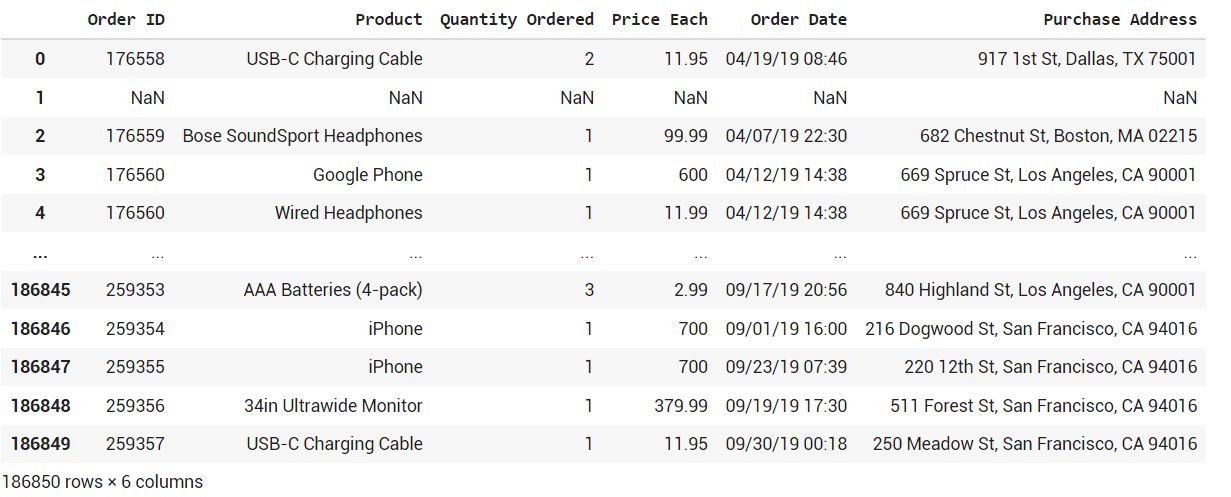 Order ID Product Quantity Ordered Price Each Order Date Purchase Address
0 176558 USB-C Charging Cable 2 11.95 04/19/19 08:46 917 1st St, Dallas, TX 75001
1 NaN NaN NaN NaN NaN NaN
2 176559 Bose SoundSport Headphones 1 99.99 04/07/19 22:30 682 Chestnut St, Boston, MA 02215
3 176560 Google Phone 1 600 04/12/19 14:38 669 Spruce St, Los Angeles, CA 90001
4 176560 Wired Headphones 1 11.99 04/12/19 14:38 669 Spruce St, Los Angeles, CA 90001
... ... ... ... ... ... ...
186845 259353 AAA Batteries (4-pack) 3 2.99 09/17/19 20:56 840 Highland St, Los Angeles, CA 90001
186846 259354 iPhone 1 700 09/01/19 16:00 216 Dogwood St, San Francisco, CA 94016
186847 259355 iPhone 1 700 09/23/19 07:39 220 12th St, San Francisco, CA 94016
186848 259356 34in Ultrawide Monitor 1 379.99 09/19/19 17:30 511 Forest St, San Francisco, CA 94016
186849 259357 USB-C Charging Cable 1 11.95 09/30/19 00:18 250 Meadow St, San Francisco, CA 94016
186850 rows × 6 columns